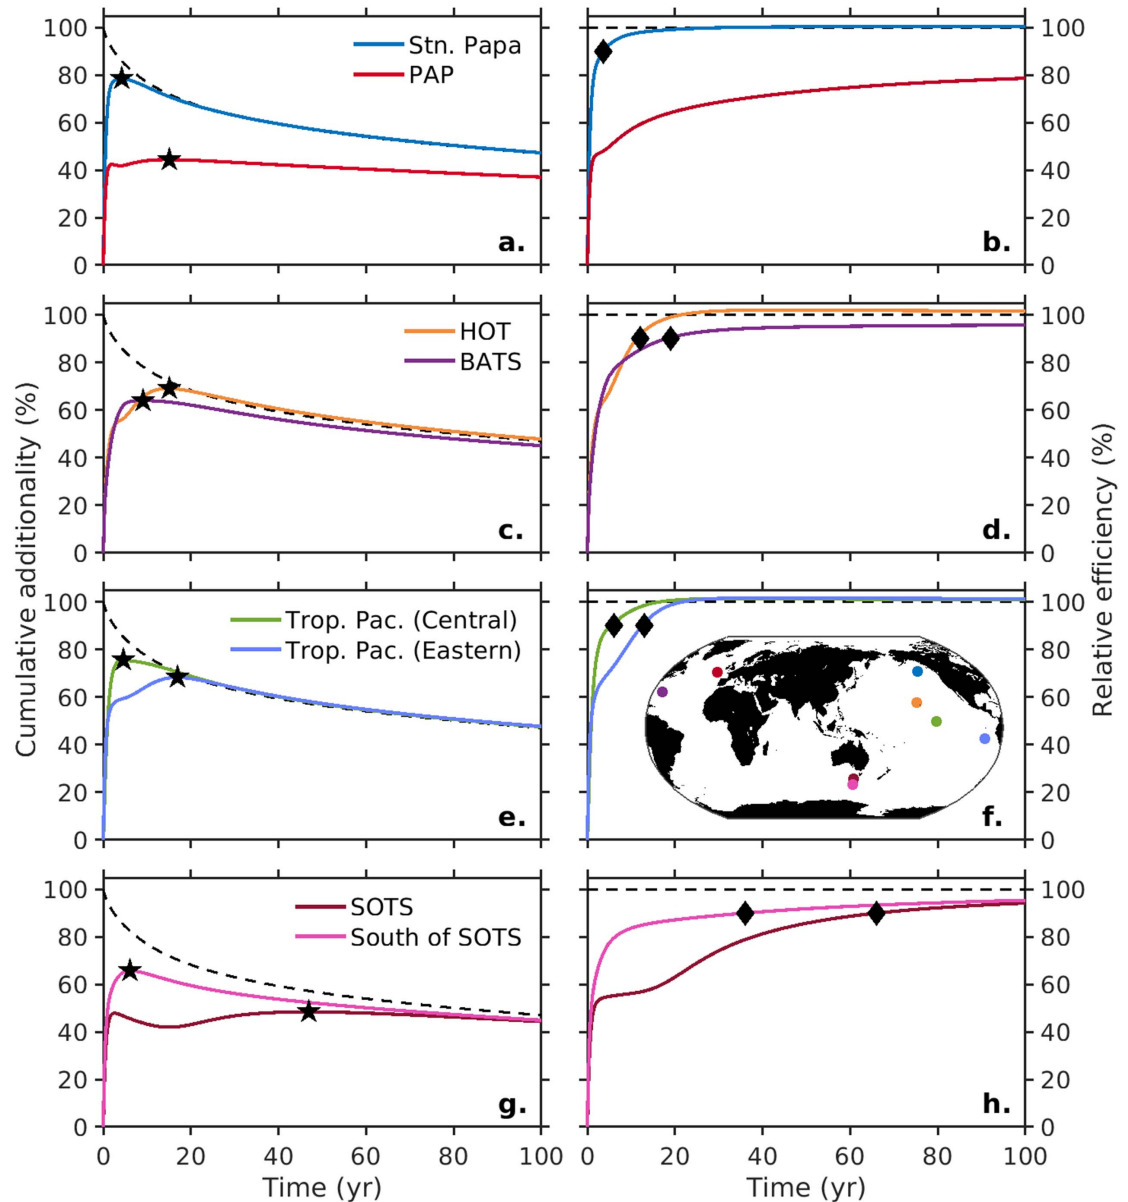 100
80
60
40
20
0
Stn. Papa
PAP
a.
b.
100
80
60
40
20
0
100
80
60
40
20
0
HOT
BATS
c.
d.
100
80
60
40
20
0
Cumulative additionality (%)
Relative efficiency (%)
100
80
60
40
20
0
Trop. Pac. (Central)
Trop. Pac. (Eastern)
e.
f.
100
80
60
40
20
0
100
80
60
40
20
0
SOTS
South of SOTS
g.
h.
100
80
60
40
20
0
0 20 40 60 80 100
Time (yr)
0 20 40 60 80 100
Time (yr)